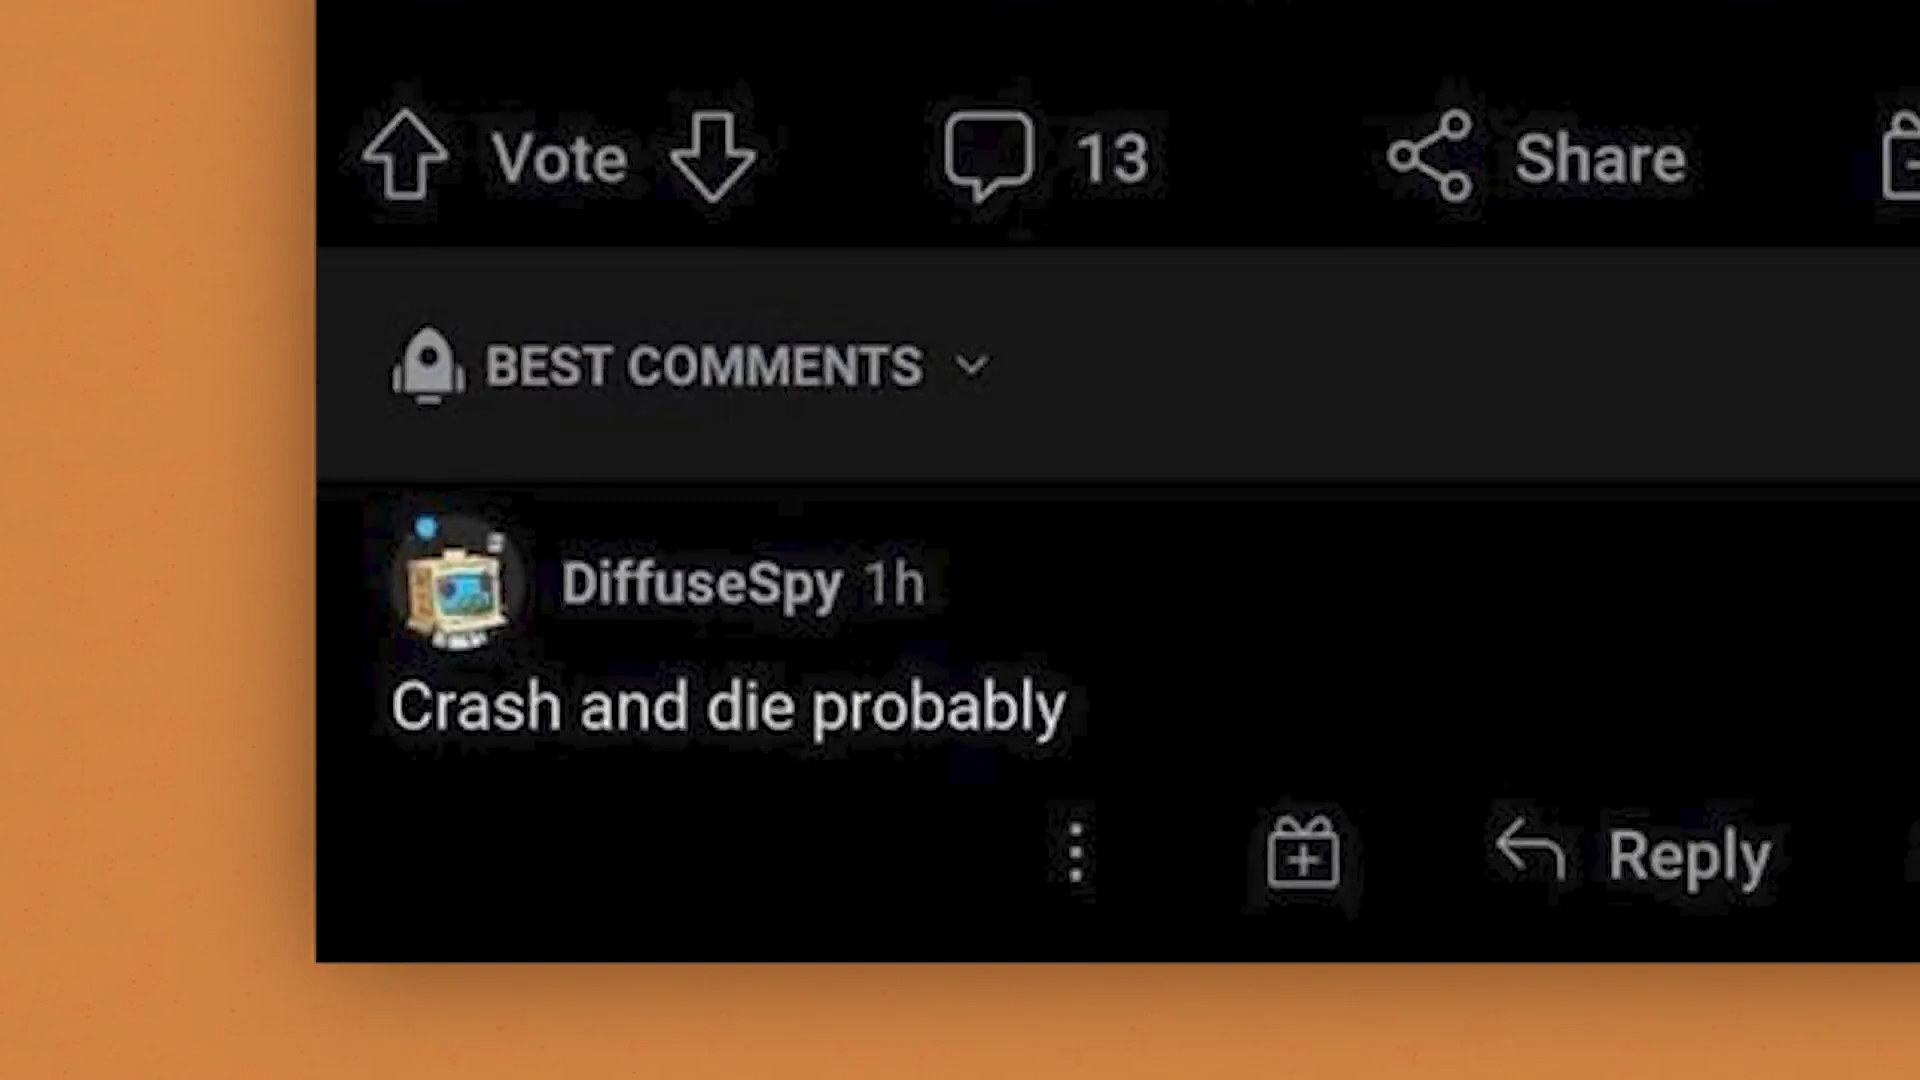 Vote 13 Share
BEST COMMENTS
DiffuseSpy 1h
Crash and die probably
Reply